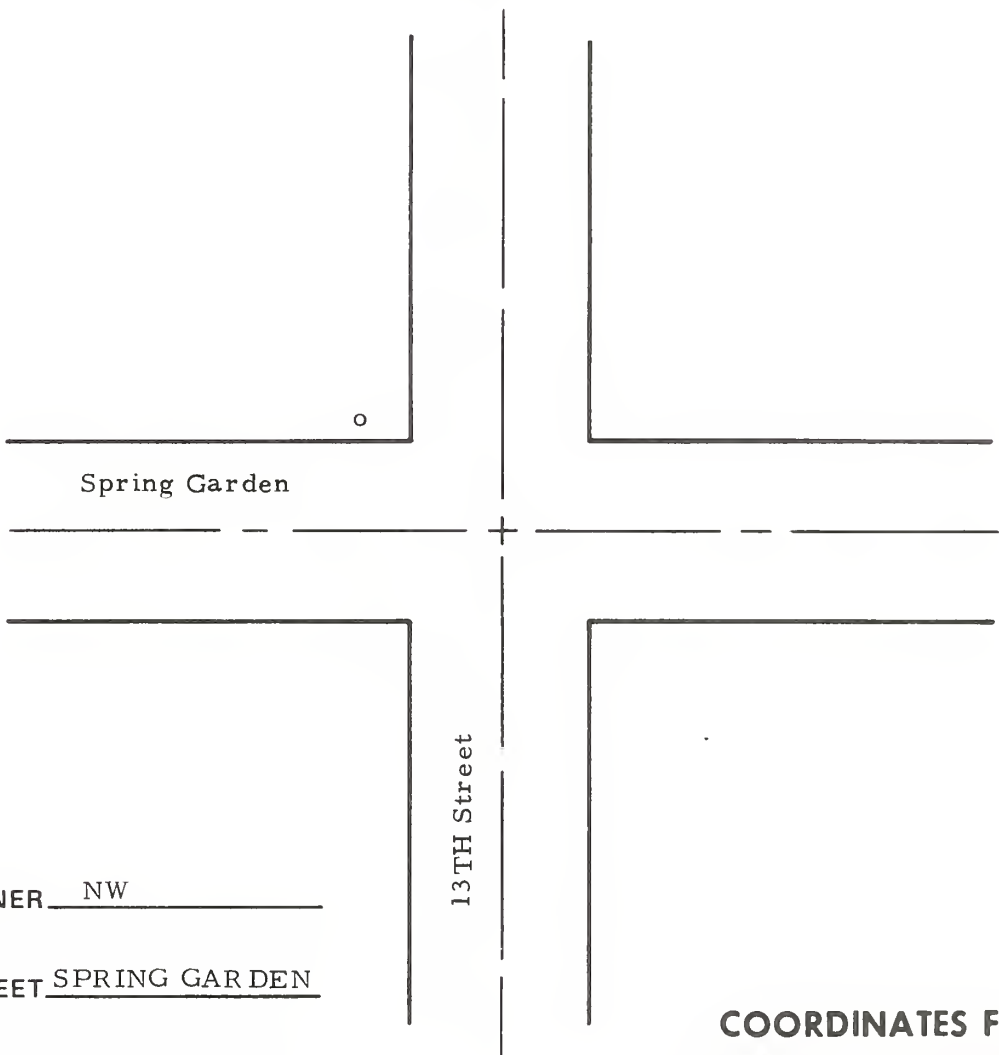 o
Spring Garden
13TH Street
NER NW
EET SPRING GARDEN
COORDINATES F